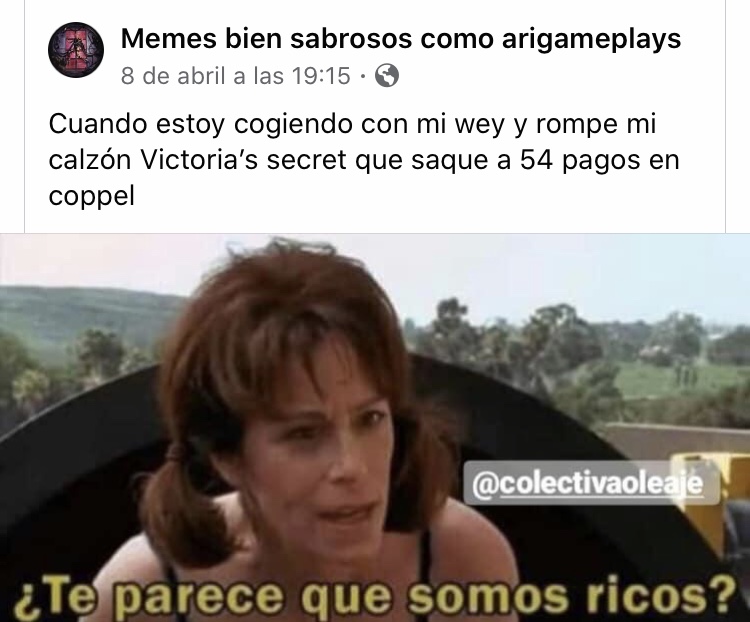 Memes bien sabrosos como arigameplays
8 de abril a las 19:15 ·
Cuando estoy cogiendo con mi wey y rompe mi
calzón Victoria’s secret que saque a 54 pagos en
coppel
@colectivaoleaje
¿Te parece que somos ricos?